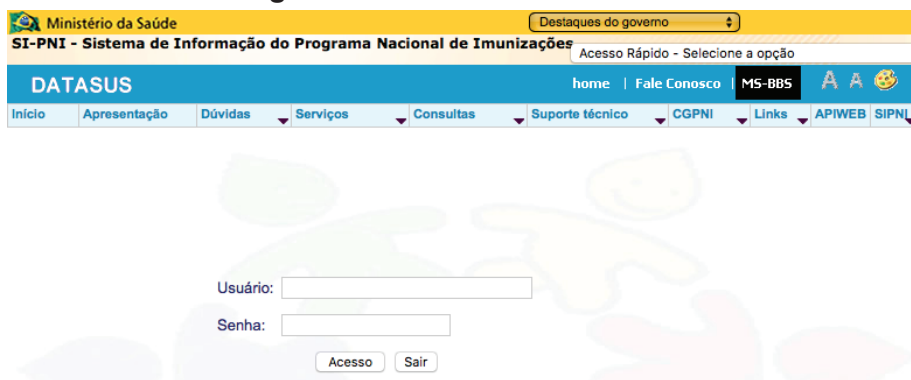 Ministério da Saúde
Destaques do governo
SI-PNI - Sistema de Informação do Programa Nacional de Imunizações
Acesso Rápido - Selecione a opção
DATASUS
home | Fale Conosco | MS-BBS A A
Início Apresentação Dúvidas Serviços Consultas Suporte técnico CGPNI Links APIWEB SIPNI
Usuário:
Senha:
Acesso Sair